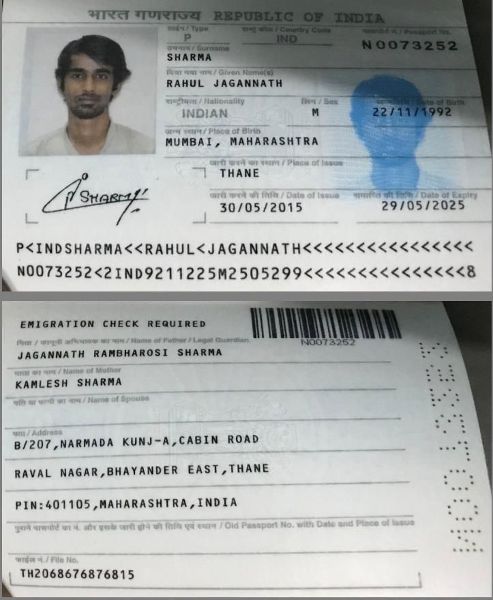 भारत गणराज्य REPUBLIC OF INDIA
टाईप / Type राष्ट्र कोड / Country Code पासपोर्ट नं. / Passport No.
P IND N0073252
उपनाम / Surname
SHARMA
दिया गया नाम / Given Name(s)
RAHUL JAGANNATH
राष्ट्रीयता / Nationality लिंग / Sex जन्मतिथि / Date of Birth
INDIAN M 22/11/1992
जन्म स्थान / Place of Birth
MUMBAI, MAHARASHTRA
जारी करने का स्थान / Place of Issue
THANE
जारी करने की तिथि / Date of Issue समाप्ति की तिथि / Date of Expiry
30/05/2015 29/05/2025
SHARMA
P<INDSHARMA<<RAHUL<JAGANNATH<<<<<<<<<<<<<<<<
N0073252<2IND9211225M2505299<<<<<<<<<<<<<<<8
EMIGRATION CHECK REQUIRED
N0073252
पिता / कानूनी अभिभावक का नाम / Name of Father / Legal Guardian
JAGANNATH RAMBHAROSI SHARMA
माता का नाम / Name of Mother
KAMLESH SHARMA
पति या पत्नी का नाम / Name of Spouse
पता / Address
B/207,NARMADA KUNJ-A,CABIN ROAD
RAVAL NAGAR,BHAYANDER EAST,THANE
PIN:401105,MAHARASHTRA,INDIA
पुराने पासपोर्ट का नं. और इसके जारी होने की तिथि एवं स्थान / Old Passport No. with Date and Place of Issue
फाईल नं. / File No.
TH2068676876815